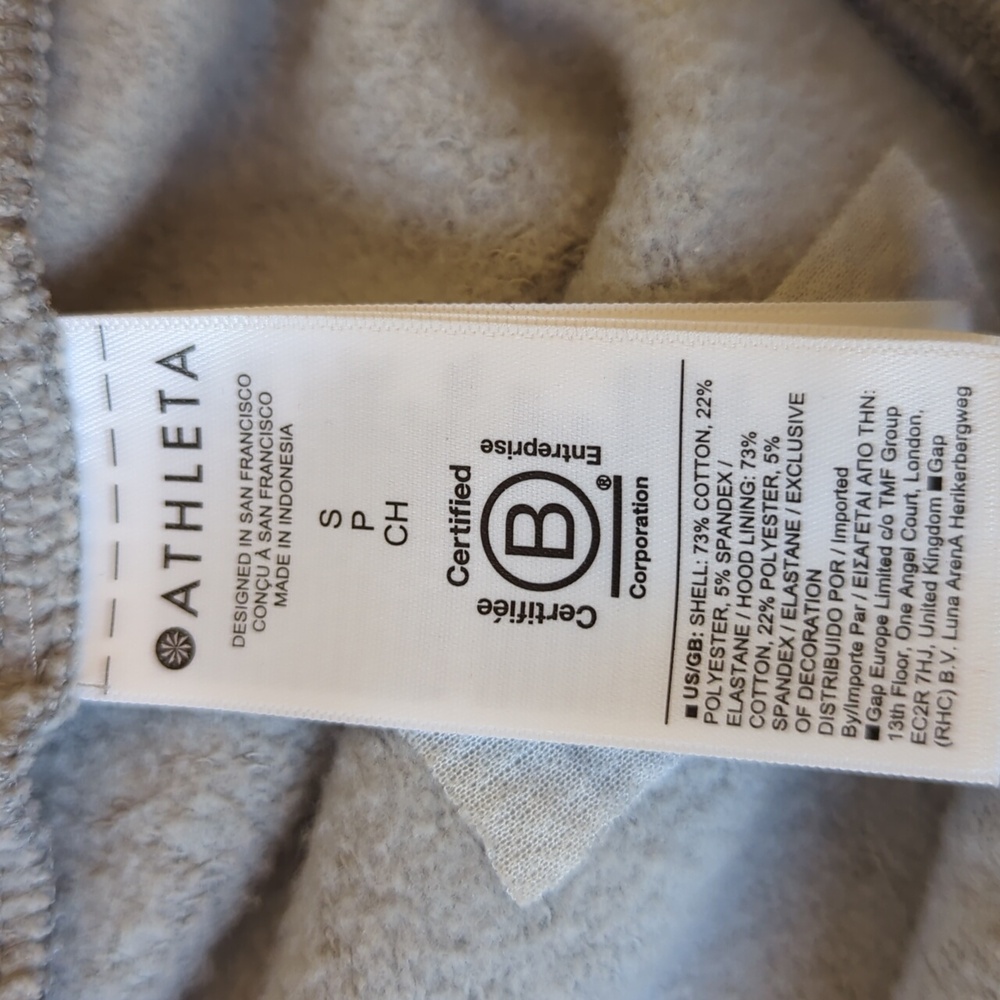 ATHLETA
DESIGNED IN SAN FRANCISCO
CONÇU À SAN FRANCISCO
MADE IN INDONESIA
S
P
CH
Certified
Certifiée
B
Entreprise
®
Corporation
■ US/GB: SHELL: 73% COTTON, 22%
POLYESTER, 5% SPANDEX /
ELASTANE / HOOD LINING: 73%
COTTON, 22% POLYESTER, 5%
SPANDEX / ELASTANE / EXCLUSIVE
OF DECORATION
DISTRIBUIDO POR / Imported
By/Importe Par / ΕΙΣΑΓΕΤΑΙ ΑΠΟ ΤΗΝ:
■Gap Europe Limited c/o TMF Group
13th Floor, One Angel Court, London,
EC2R 7HJ, United Kingdom ■Gap
(RHC) B.V. Luna ArenA Herikerbergweg